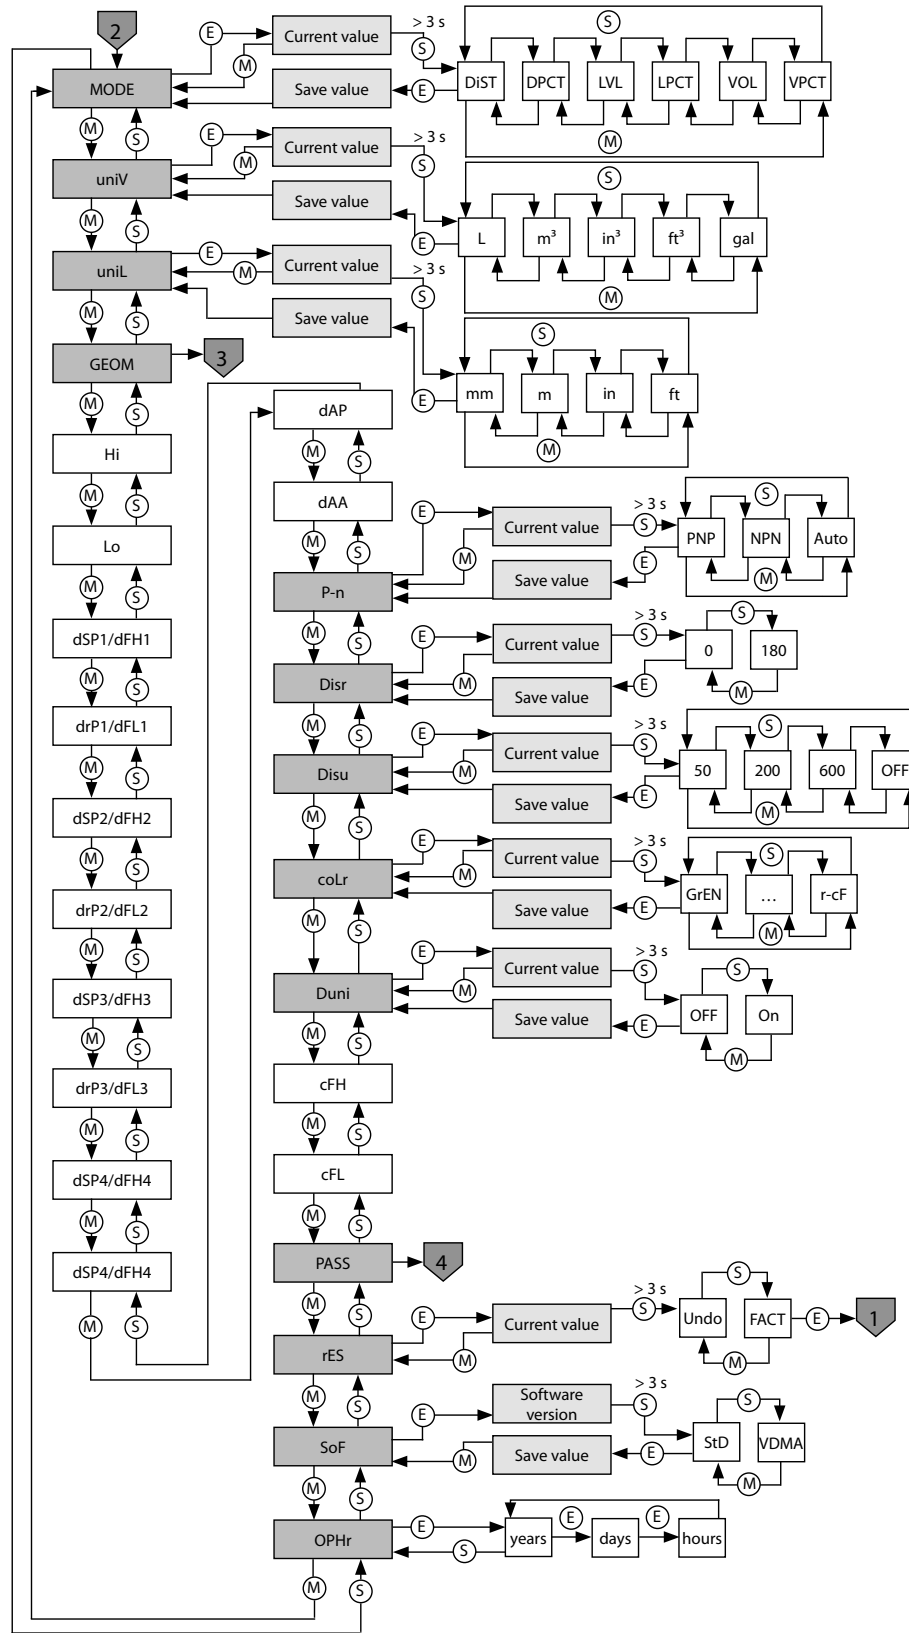 2
E
Current value
> 3 s
S
S
M
MODE
Save value
E
DiST
DPCT
LVL
LPCT
VOL
VPCT
M
M
S
E
Current value
> 3 s
S
M
uniV
S
Save value
E
L
m³
in³
ft³
gal
M
M
S
E
Current value
> 3 s
S
M
uniL
S
Save value
E
mm
m
in
ft
M
M
S
GEOM
3
M
S
Hi
M
S
Lo
M
S
dSP1/dFH1
M
S
drP1/dFL1
M
S
dSP2/dFH2
M
S
drP2/dFL2
M
S
dSP3/dFH3
M
S
drP3/dFL3
M
S
dSP4/dFH4
M
S
dSP4/dFH4
M
S
dAP
M
S
dAA
M
S
E
Current value
> 3 s
S
S
M
P-n
Save value
E
PNP
NPN
Auto
M
M
S
E
Current value
> 3 s
S
S
M
Disr
Save value
E
0
180
M
M
S
E
Current value
> 3 s
S
S
M
Disu
Save value
E
50
200
600
OFF
M
M
S
E
Current value
> 3 s
S
S
M
coLr
Save value
E
GrEN
...
r-cF
M
M
S
E
Current value
> 3 s
S
S
M
Duni
Save value
E
OFF
On
M
M
S
cFH
M
S
cFL
M
S
PASS
4
M
S
E
Current value
> 3 s
S
S
M
rES
Undo
FACT
E
1
M
M
S
E
Software
version
> 3 s
S
S
M
SoF
Save value
E
StD
VDMA
M
M
S
OPHr
E
S
years
E
days
E
hours
M
S